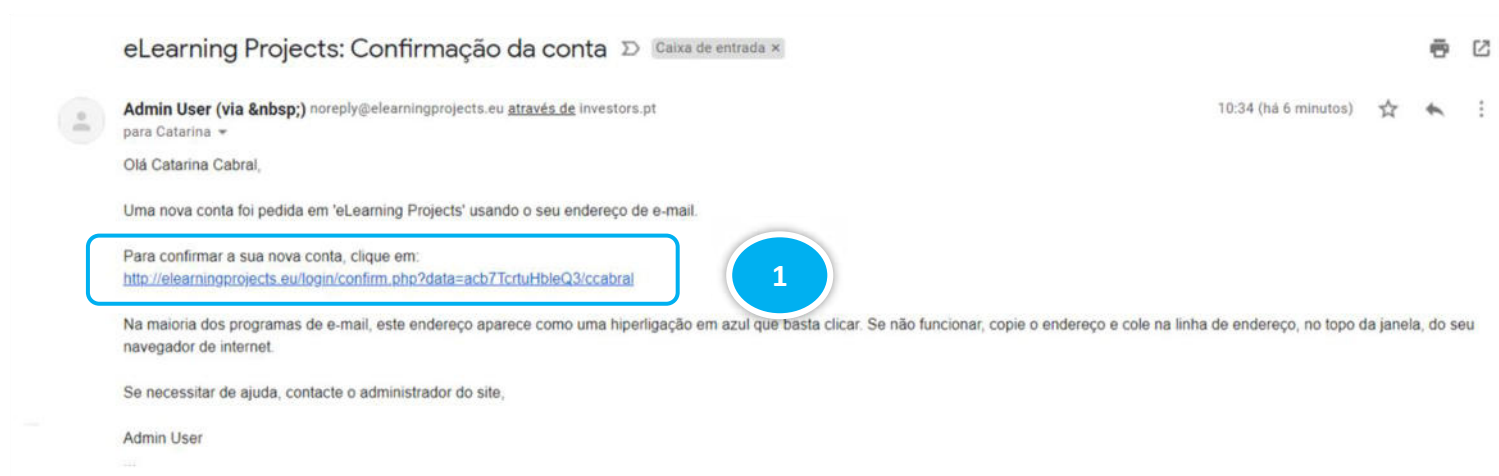 eLearning Projects: Confirmação da conta Caixa de entrada ×
Admin User (via &nbsp;) noreply@elearningprojects.eu através de investors.pt 10:34 (há 6 minutos)
para Catarina
Olá Catarina Cabral,
Uma nova conta foi pedida em 'eLearning Projects' usando o seu endereço de e-mail.
Para confirmar a sua nova conta, clique em:
http://elearningprojects.eu/login/confirm.php?data=acb7TcrtuHbleQ3/ccabral
1
Na maioria dos programas de e-mail, este endereço aparece como uma hiperligação em azul que basta clicar. Se não funcionar, copie o endereço e cole na linha de endereço, no topo da janela, do seu
navegador de internet.
Se necessitar de ajuda, contacte o administrador do site,
Admin User
...